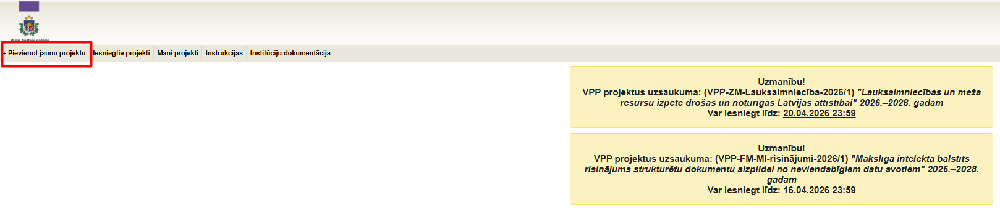 Latvijas Zinātnes padome
+ Pievienot jaunu projektu Iesniegtie projekti Mani projekti Instrukcijas Institūciju dokumentācija
Uzmanību!
VPP projektus uzsaukuma: (VPP-ZM-Lauksaimniecība-2026/1) "Lauksaimniecības un meža
resursu izpēte drošas un noturīgas Latvijas attīstībai" 2026.–2028. gadam
Var iesniegt līdz: 20.04.2026 23:59
Uzmanību!
VPP projektus uzsaukuma: (VPP-FM-MI-risinājumi-2026/1) "Mākslīgā intelekta balstīts
risinājums strukturētu dokumentu aizpildei no neviendabīgiem datu avotiem" 2026.–2028.
gadam
Var iesniegt līdz: 16.04.2026 23:59